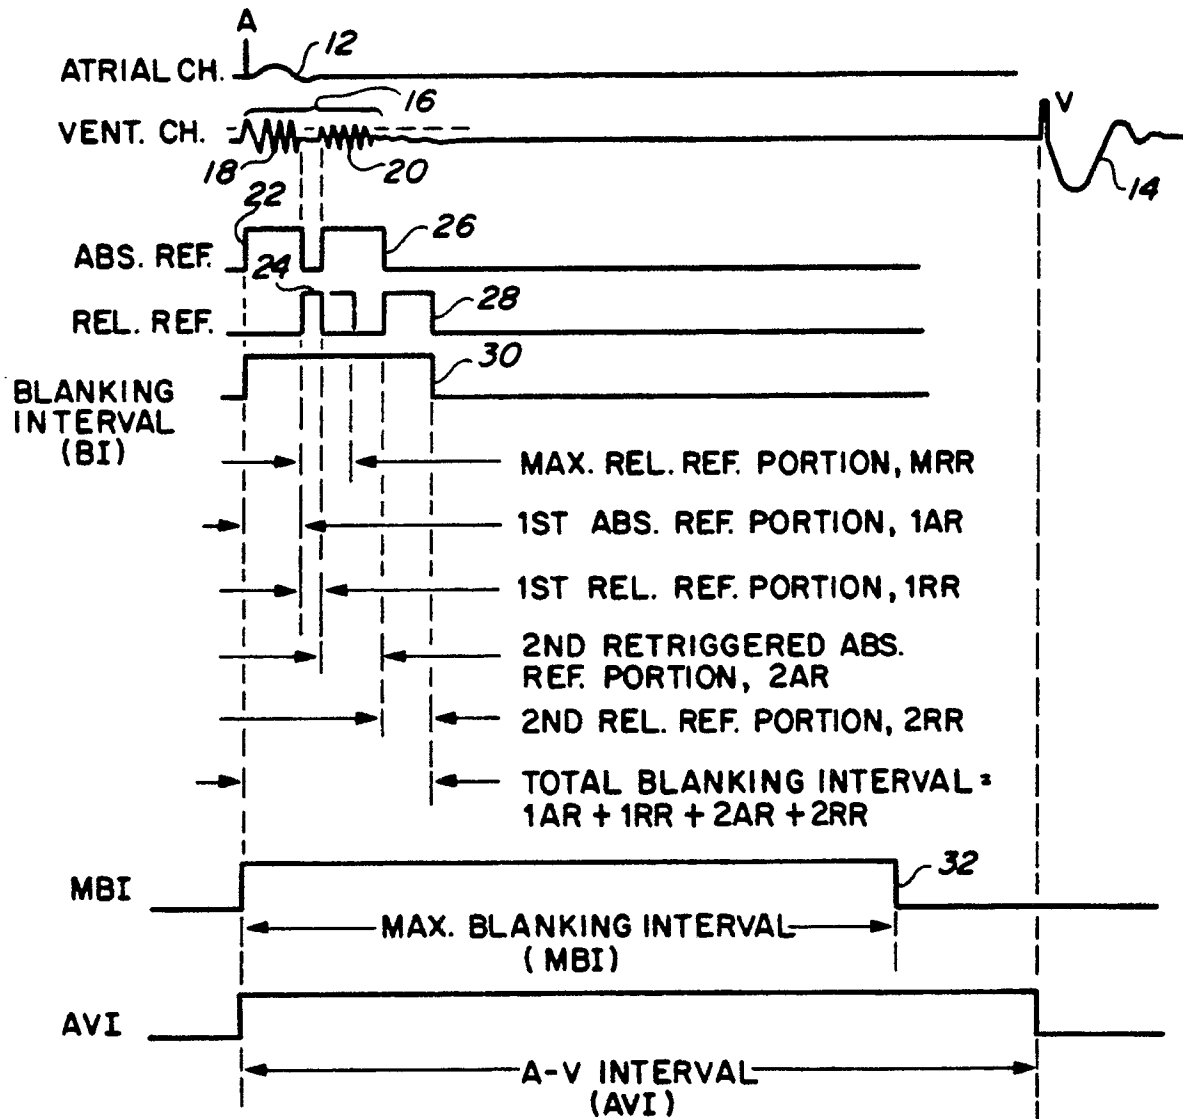 A
12
ATRIAL CH.
16
V
VENT. CH.
18
20
14
22
26
ABS. REF.
24
28
REL. REF.
30
BLANKING
INTERVAL
(BI)
MAX. REL. REF. PORTION, MRR
1ST ABS. REF. PORTION, 1AR
1ST REL. REF. PORTION, 1RR
2ND RETRIGGERED ABS.
REF. PORTION, 2AR
2ND REL. REF. PORTION, 2RR
TOTAL BLANKING INTERVAL =
1AR + 1RR + 2AR + 2RR
32
MBI
MAX. BLANKING INTERVAL
(MBI)
AVI
A-V INTERVAL
(AVI)